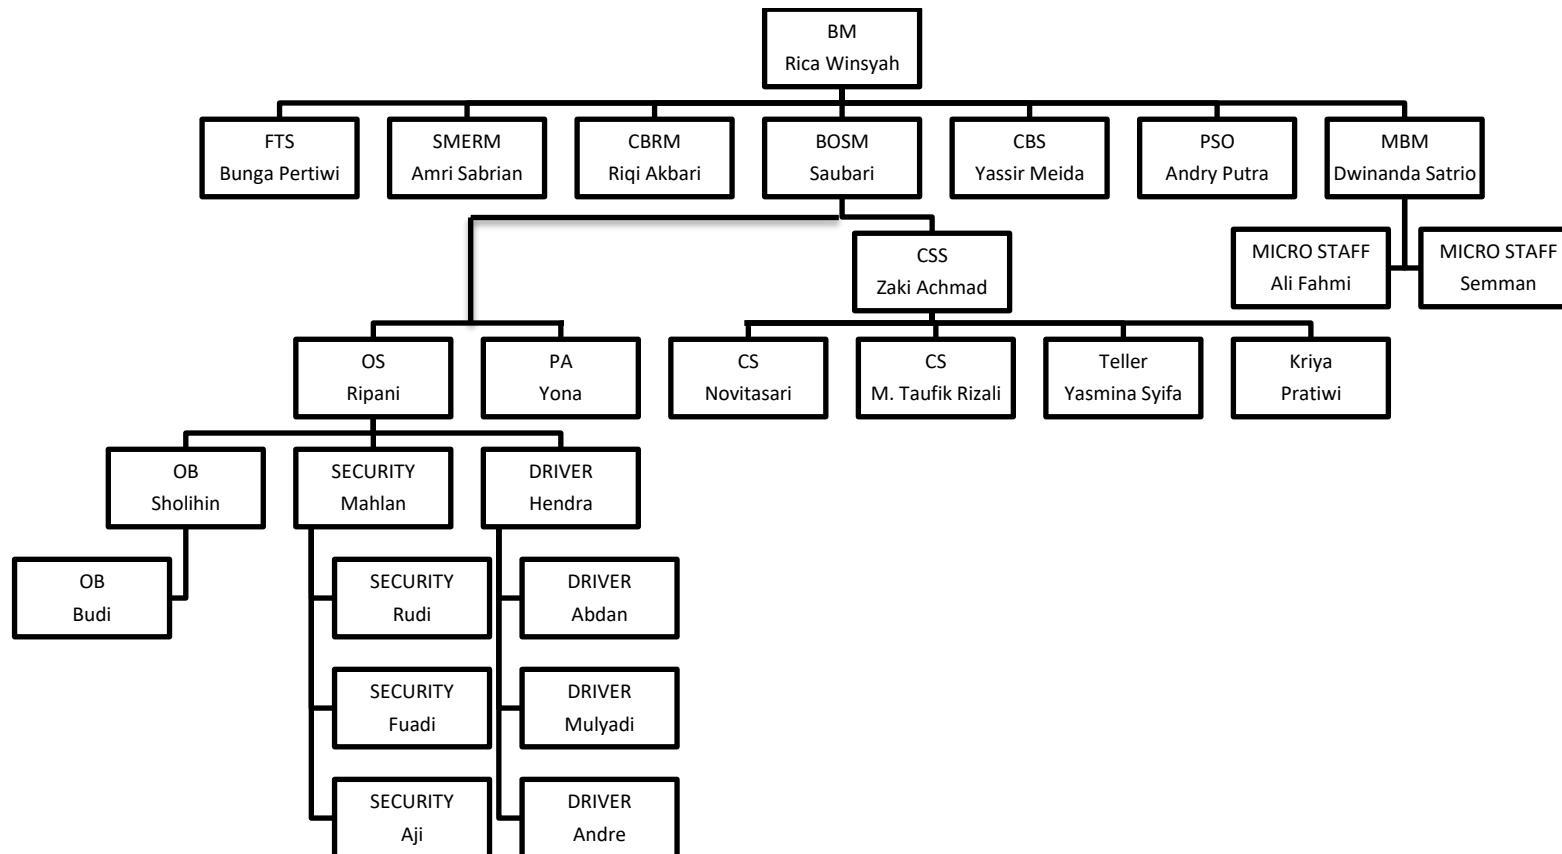 BM
Rica Winsyah
FTS
Bunga Pertiwi
SMERM
Amri Sabrian
CBRM
Riqi Akbari
BOSM
Saubari
CBS
Yassir Meida
PSO
Andry Putra
MBM
Dwinanda Satrio
CSS
Zaki Achmad
MICRO STAFF
Ali Fahmi
MICRO STAFF
Semman
OS
Ripani
PA
Yona
CS
Novitasari
CS
M. Taufik Rizali
Teller
Yasmina Syifa
Kriya
Pratiwi
OB
Sholihin
SECURITY
Mahlan
DRIVER
Hendra
OB
Budi
SECURITY
Rudi
DRIVER
Abdan
SECURITY
Fuadi
DRIVER
Mulyadi
SECURITY
Aji
DRIVER
Andre